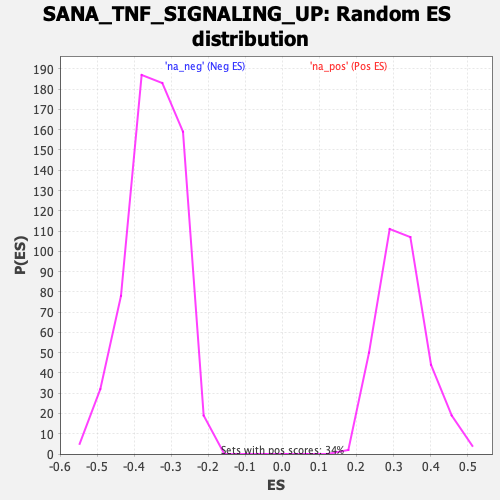 SANA_TNF_SIGNALING_UP: Random ES
distribution
'na_neg' (Neg ES)
'na_pos' (Pos ES)
190
180
170
160
150
140
130
120
110
100
90
80
70
60
50
40
30
20
10
0
P(ES)
Sets with pos scores: 34%
-0.6 -0.5 -0.4 -0.3 -0.2 -0.1 0.0 0.1 0.2 0.3 0.4 0.5
ES